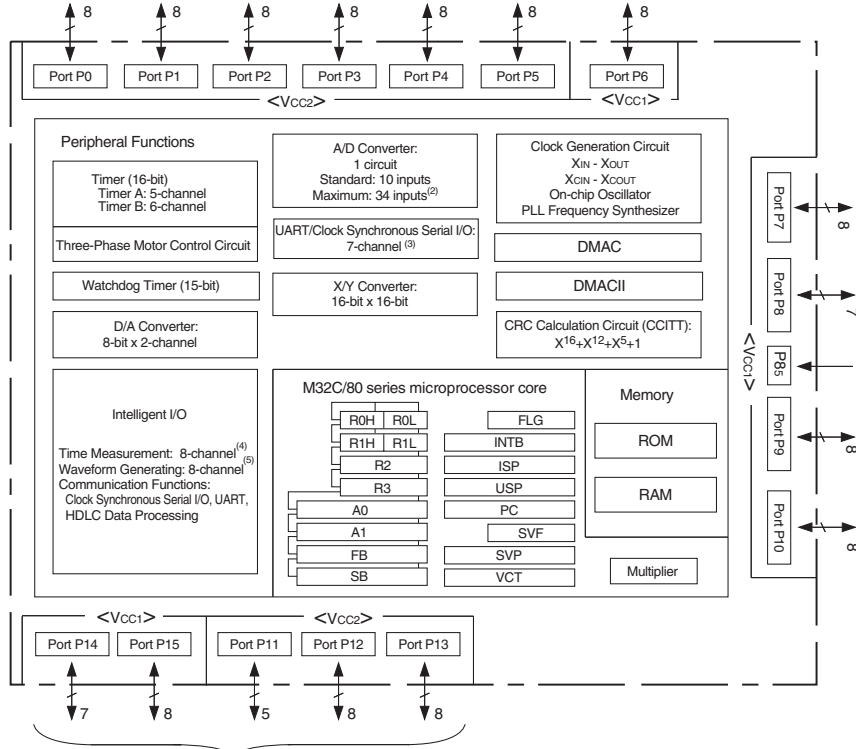 8 8 8 8 8 8 8
Port P0 Port P1 Port P2 Port P3 Port P4 Port P5 Port P6
<VCC2> <VCC1>
Peripheral Functions
Timer (16-bit)
Timer A: 5-channel
Timer B: 6-channel
Three-Phase Motor Control Circuit
Watchdog Timer (15-bit)
D/A Converter:
8-bit x 2-channel
Intelligent I/O
Time Measurement: 8-channel(4)
Waveform Generating: 8-channel(5)
Communication Functions:
Clock Synchronous Serial I/O, UART,
HDLC Data Processing
A/D Converter:
1 circuit
Standard: 10 inputs
Maximum: 34 inputs(2)
UART/Clock Synchronous Serial I/O:
7-channel (3)
X/Y Converter:
16-bit x 16-bit
Clock Generation Circuit
XIN - XOUT
XCIN - XCOUT
On-chip Oscillator
PLL Frequency Synthesizer
DMAC
DMACII
CRC Calculation Circuit (CCITT):
X16+X12+X5+1
M32C/80 series microprocessor core
R0H R0L
R1H R1L
R2
R3
A0
A1
FB
SB
FLG
INTB
ISP
USP
PC
SVF
SVP
VCT
Memory
ROM
RAM
Multiplier
<VCC1>
Port P7 8
Port P8 7
P85
Port P9 8
Port P10 8
<VCC1> <VCC2>
Port P14 Port P15 Port P11 Port P12 Port P13
7 8 5 8 8